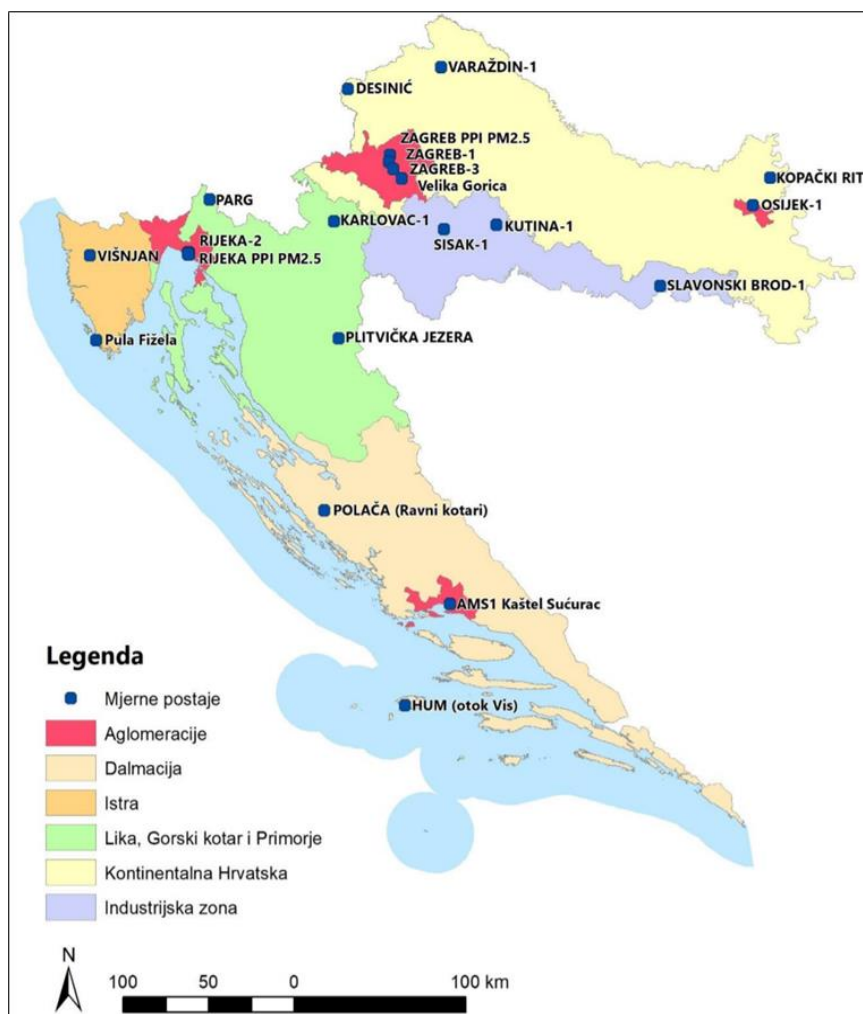 VARAŽDIN-1
DESINIĆ
ZAGREB PPI PM2.5
ZAGREB-1
ZAGREB-3
Velika Gorica
KOPAČKI RIT
OSIJEK-1
PARG
KARLOVAC-1
KUTINA-1
SISAK-1
RIJEKA-2
RIJEKA PPI PM2.5
VIŠNJAN
SLAVONSKI BROD-1
Pula Fižela
PLITVIČKA JEZERA
POLAČA (Ravni kotari)
AMS1 Kaštel Sućurac
HUM (otok Vis)
Legenda
Mjerne postaje
Aglomeracije
Dalmacija
Istra
Lika, Gorski kotar i Primorje
Kontinentalna Hrvatska
Industrijska zona
N
100 50 0 100 km